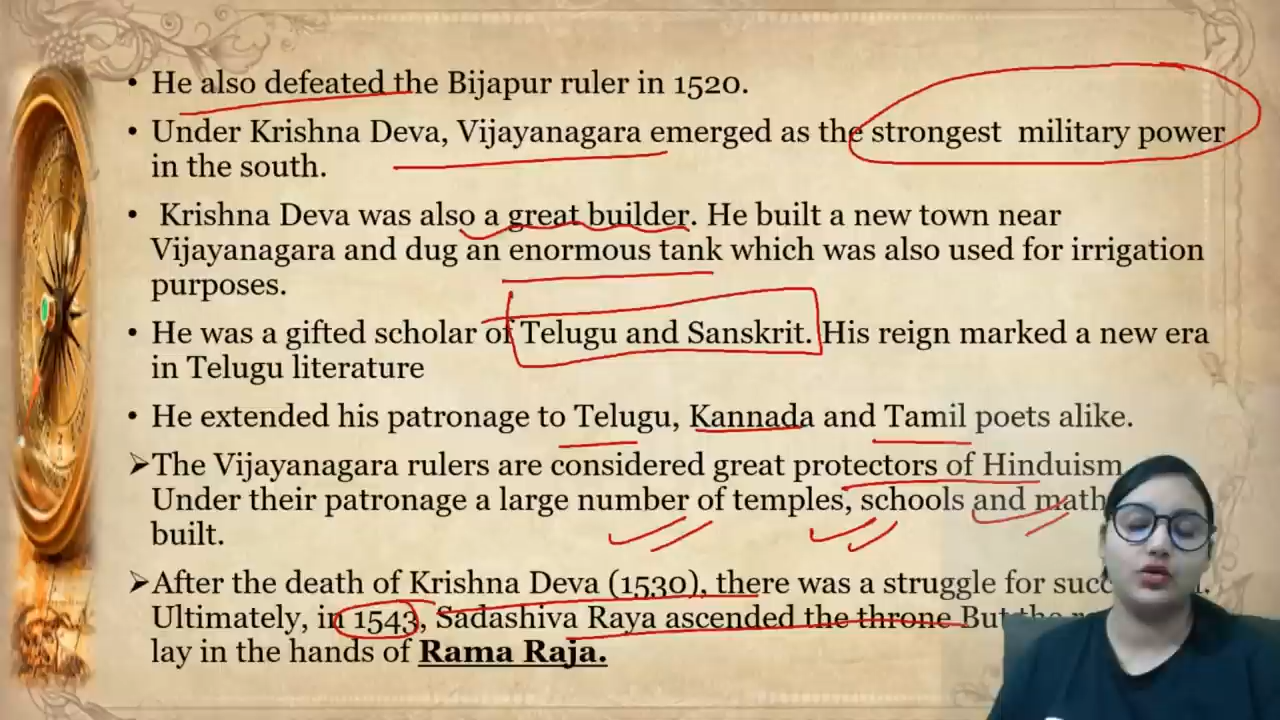 • He also defeated the Bijapur ruler in 1520.
• Under Krishna Deva, Vijayanagara emerged as the strongest military power
in the south.
• Krishna Deva was also a great builder. He built a new town near
Vijayanagara and dug an enormous tank which was also used for irrigation
purposes.
• He was a gifted scholar of Telugu and Sanskrit. His reign marked a new era
in Telugu literature
• He extended his patronage to Telugu, Kannada and Tamil poets alike.
➢The Vijayanagara rulers are considered great protectors of Hinduism
Under their patronage a large number of temples, schools and math
built.
➢After the death of Krishna Deva (1530), there was a struggle for
Ultimately, in 1543, Sadashiva Raya ascended the throne But the
lay in the hands of Rama Raja.